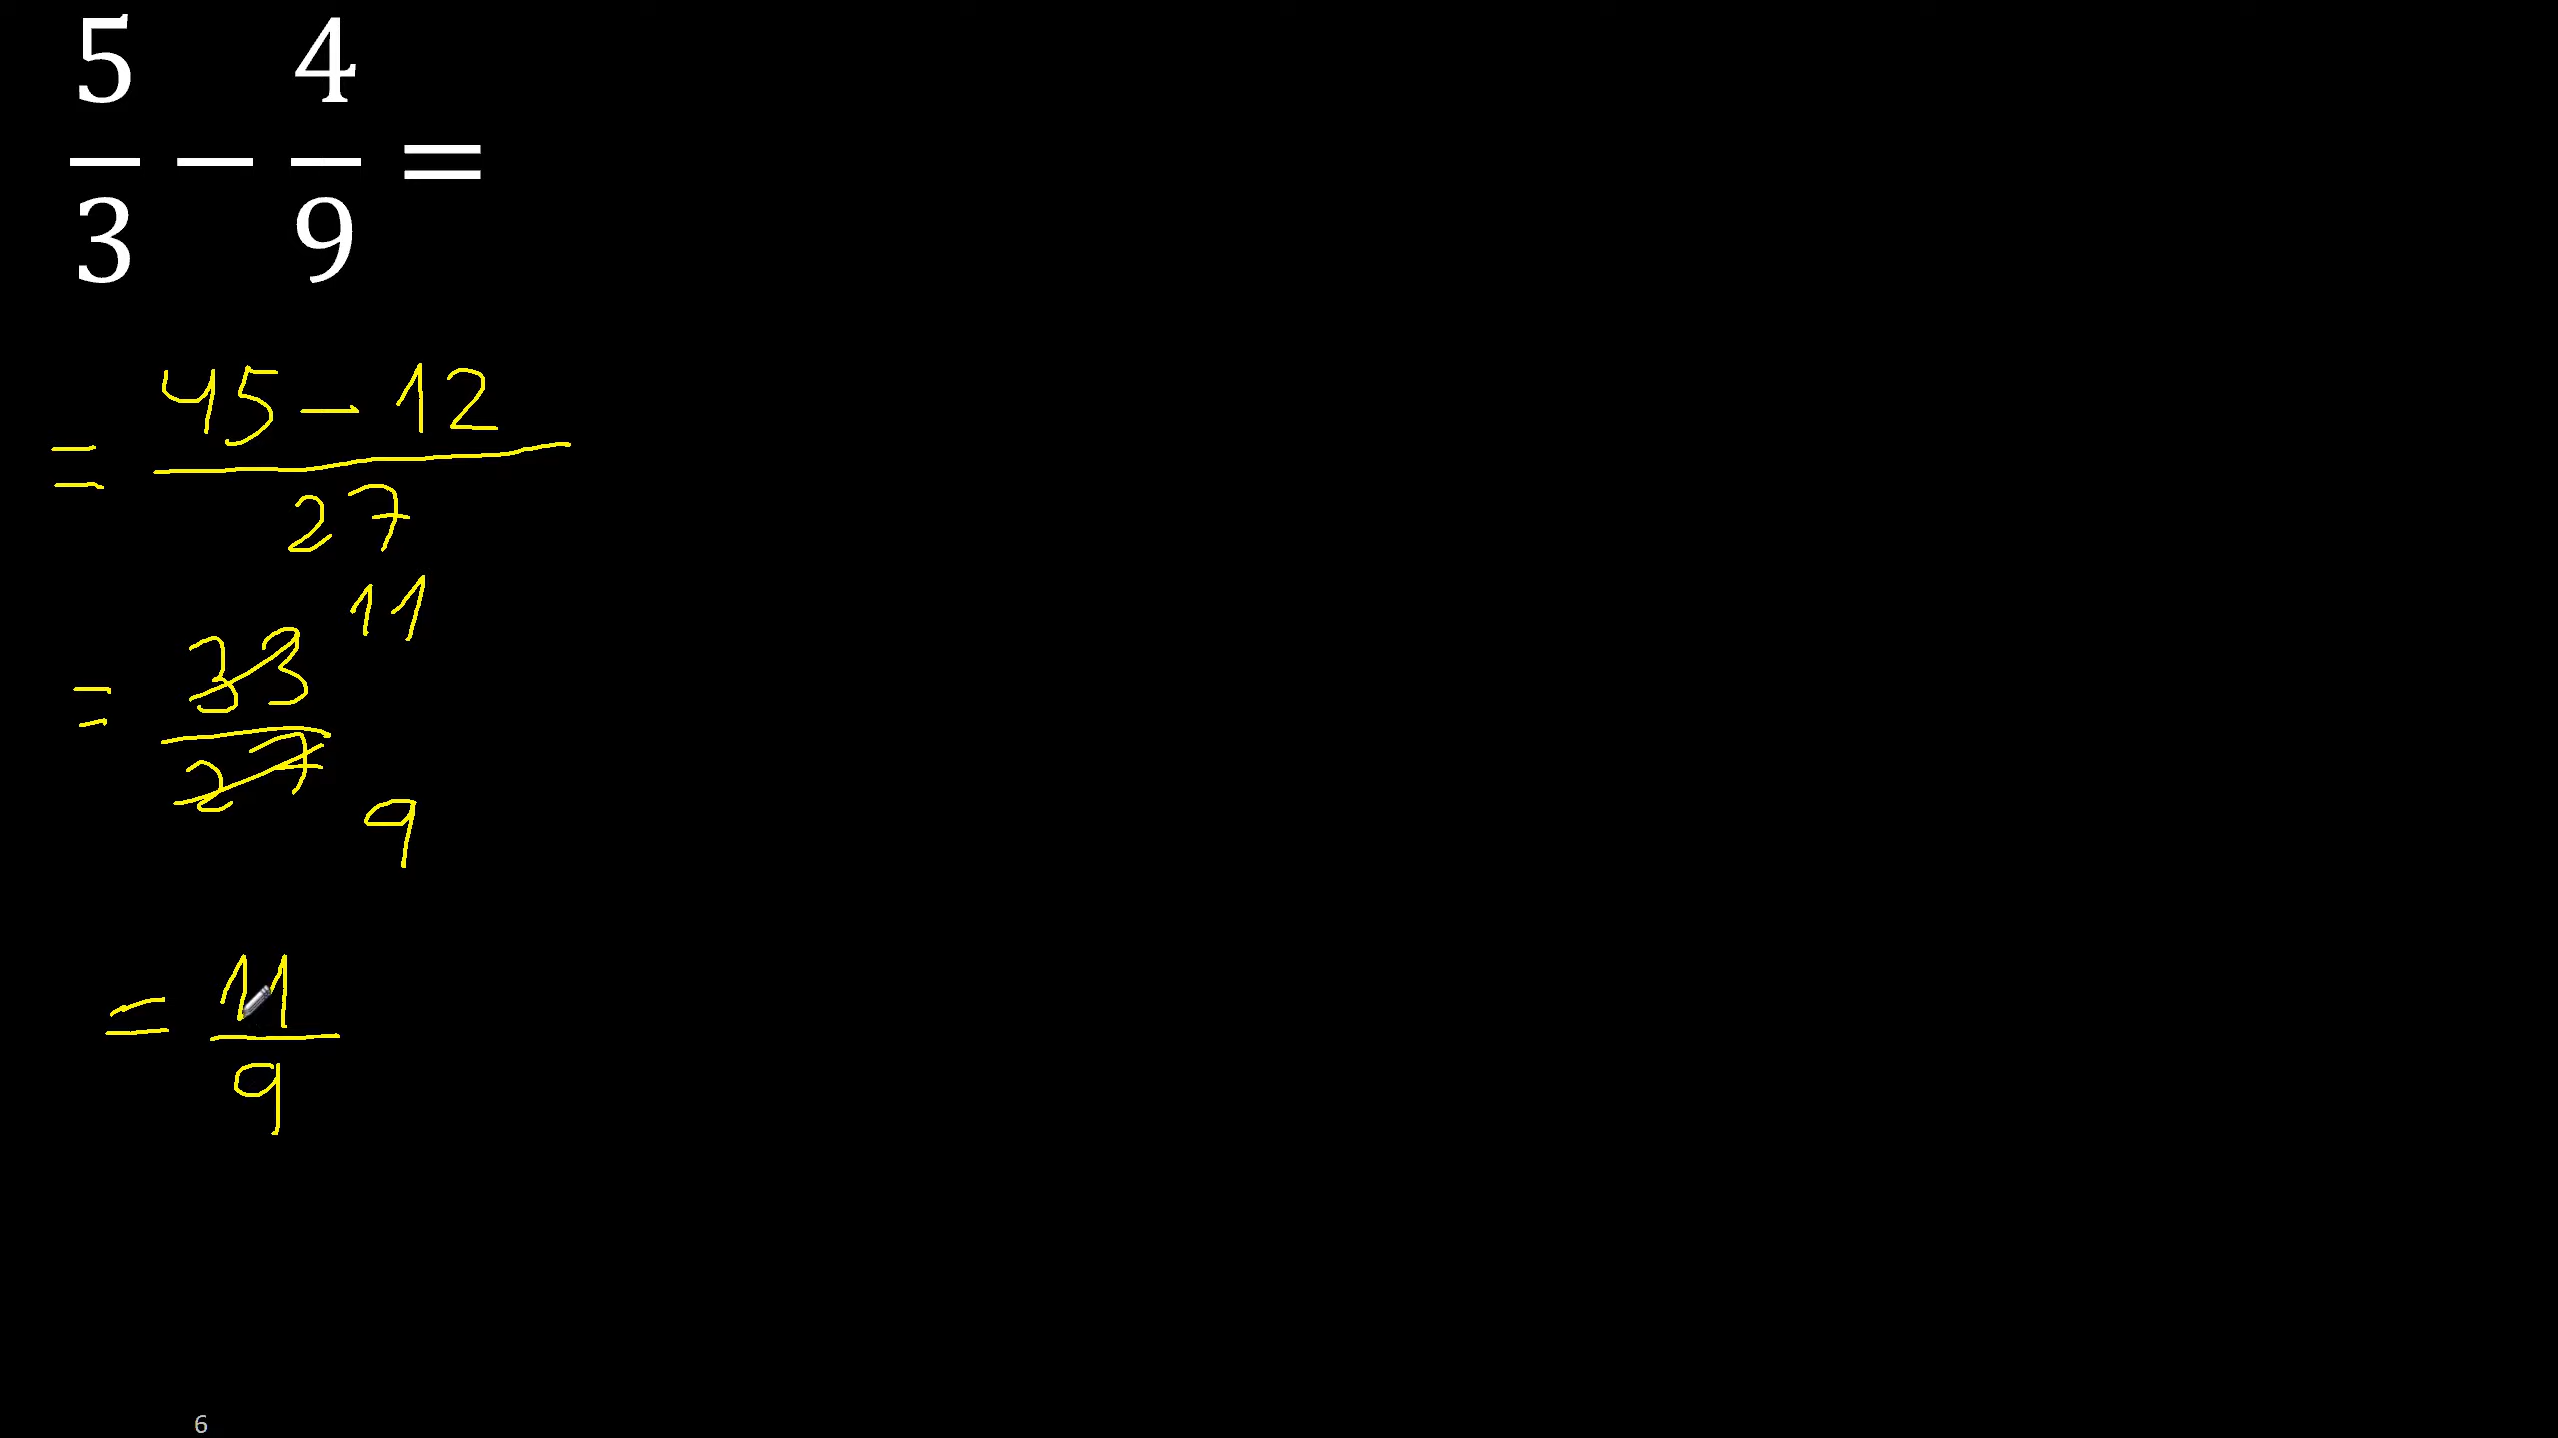 5/3 − 4/9 =
= (45 − 12)/27
= 33/27 11 9
= 11/9
6